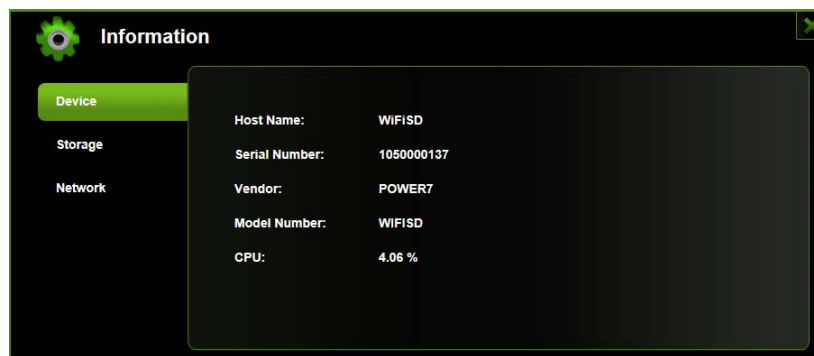 Information
Device
Storage
Network
Host Name: WiFiSD
Serial Number: 1050000137
Vendor: POWER7
Model Number: WIFISD
CPU: 4.06 %